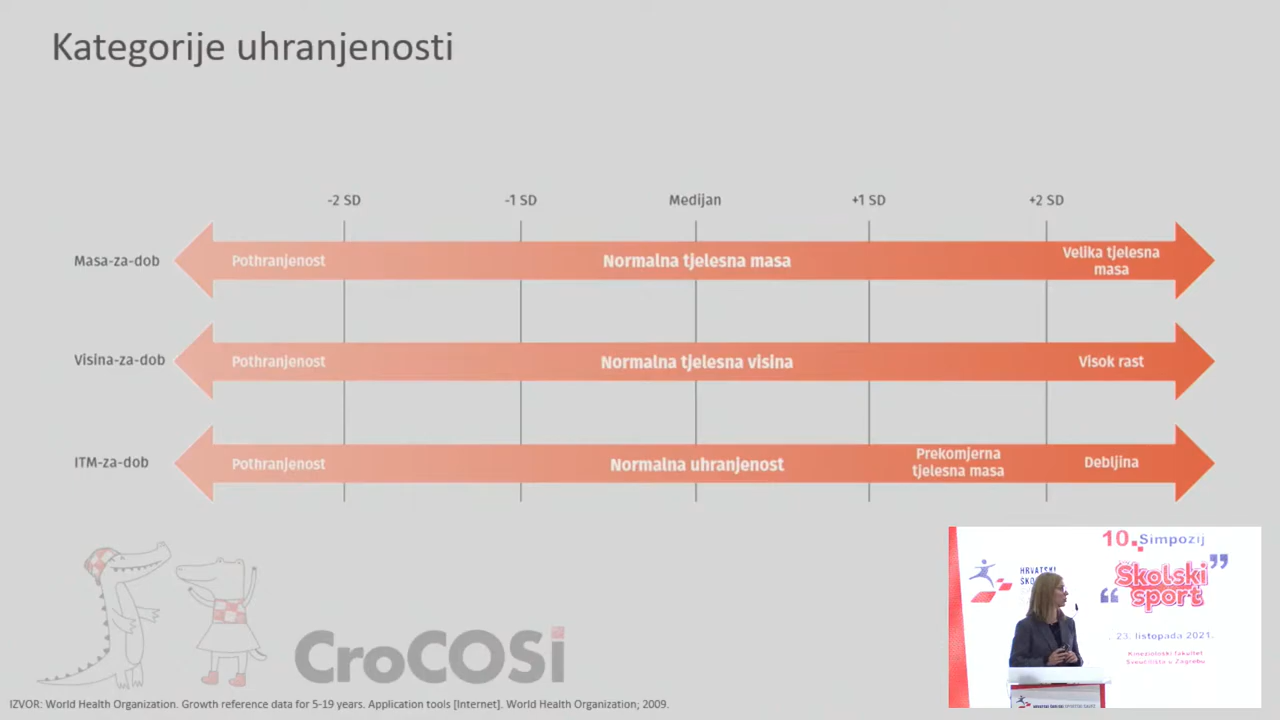 Kategorije uhranjenosti
-2 SD
-1 SD
Medijan
+1 SD
+2 SD
Masa-za-dob
Pothranjenost
Normalna tjelesna masa
Velika tjelesna
masa
Visina-za-dob
Pothranjenost
Normalna tjelesna visina
Visok rast
ITM-za-dob
Pothranjenost
Normalna uhranjenost
Prekomjerna
tjelesna masa
Debljina
10. Simpozij
HRVATSKI
„Školski
sport”
23. listopada 2021.
Kineziološki fakultet
Sveučilišta u Zagrebu
CroCOSi
IZVOR: World Health Organization. Growth reference data for 5-19 years. Application tools [Internet]. World Health Organization; 2009.